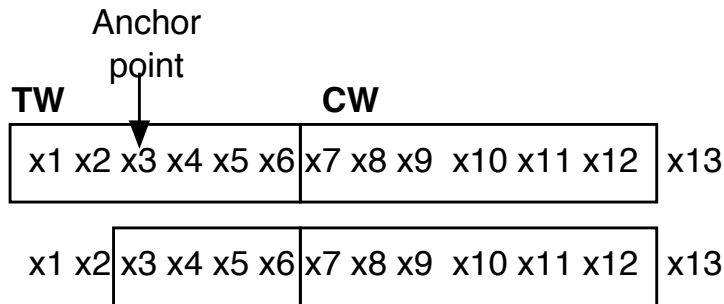 Anchor
point
TW CW
x1 x2 x3 x4 x5 x6 x7 x8 x9 x10 x11 x12 x13
x1 x2 x3 x4 x5 x6 x7 x8 x9 x10 x11 x12 x13